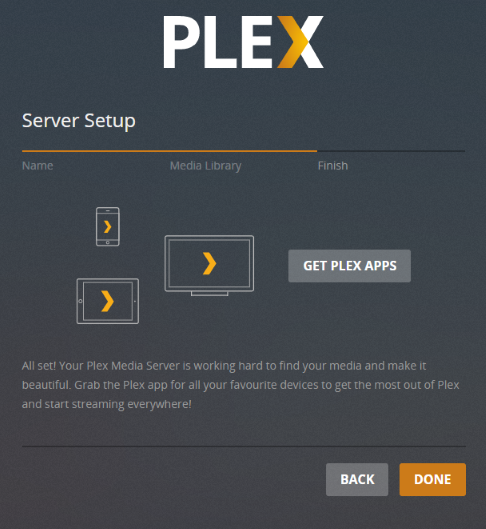 PLEX
Server Setup
Name
Media Library
Finish
GET PLEX APPS
All set! Your Plex Media Server is working hard to find your media and make it
beautiful. Grab the Plex app for all your favourite devices to get the most out of Plex
and start streaming everywhere!
BACK
DONE